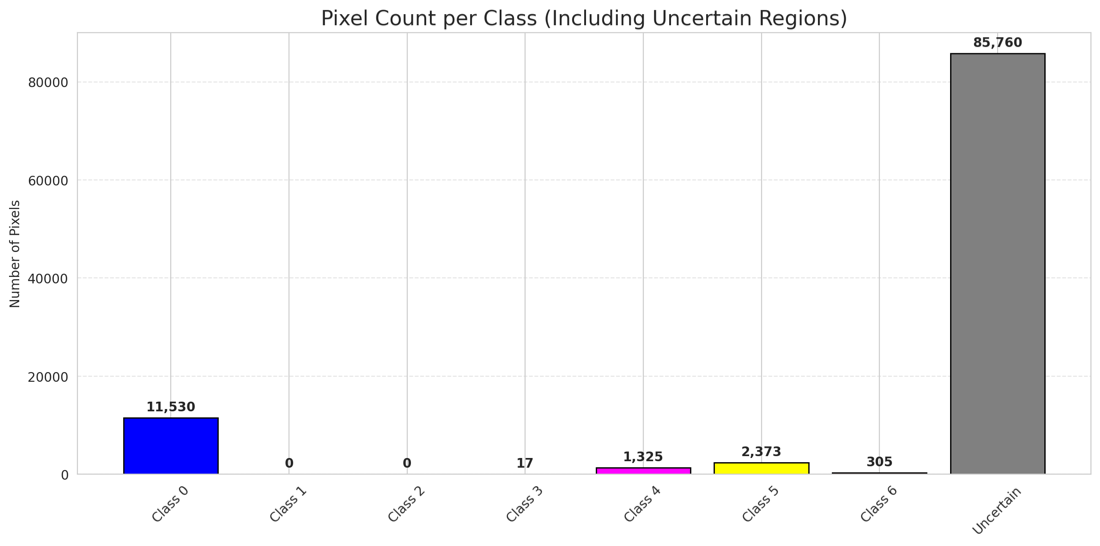 Pixel Count per Class (Including Uncertain Regions)
Number of Pixels
80000
60000
40000
20000
0
11,530
0
0
17
1,325
2,373
305
85,760
Class 0
Class 1
Class 2
Class 3
Class 4
Class 5
Class 6
Uncertain